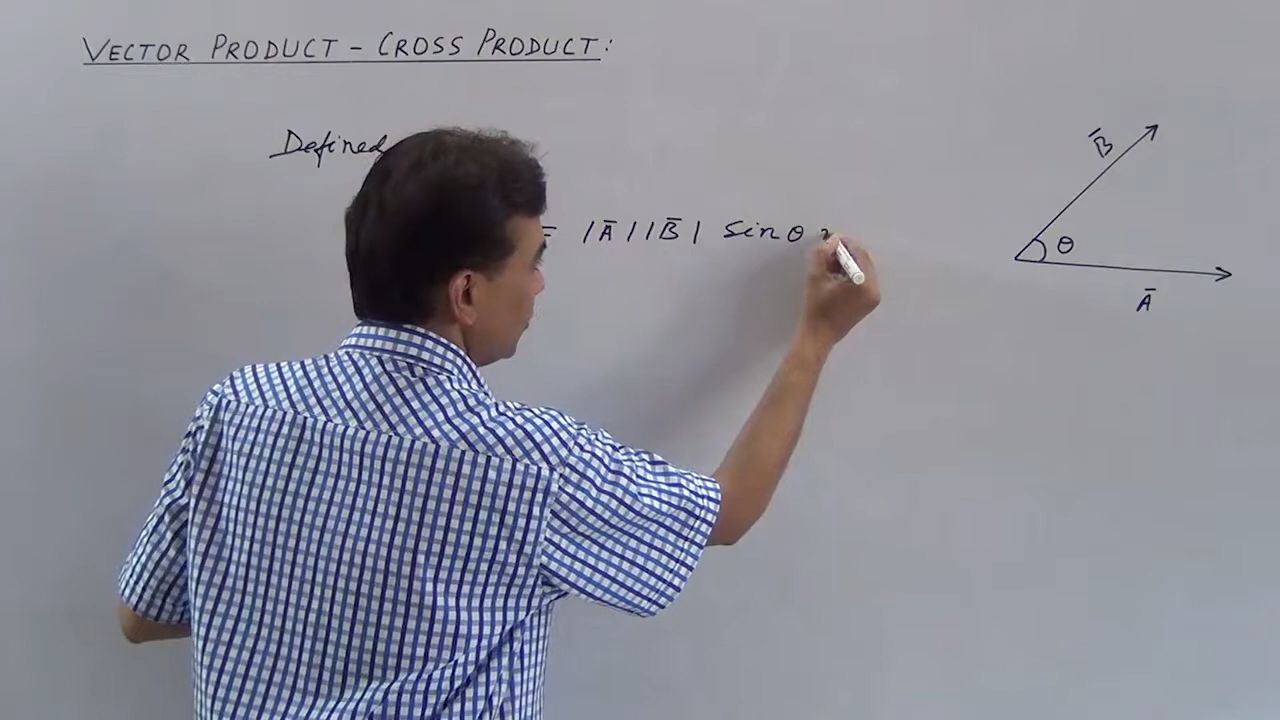 VECTOR PRODUCT – CROSS PRODUCT:
Defined
= |A̅| |B̅| Sin θ
B̅
θ
A̅